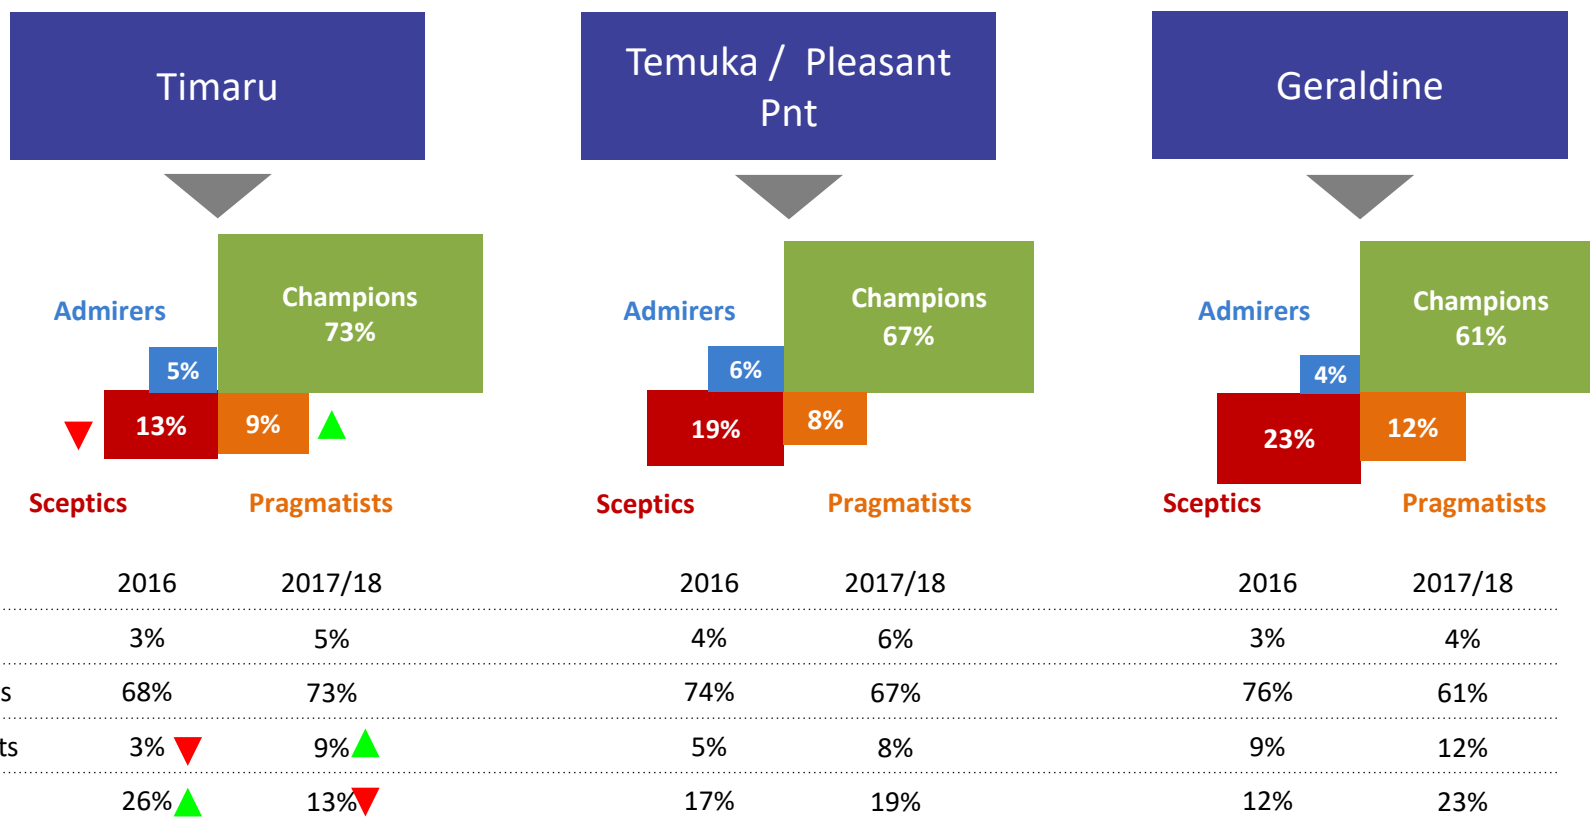 Timaru
Temuka / Pleasant
Pnt
Geraldine
Admirers
Champions
73%
5%
13%
9%
Sceptics
Pragmatists
Admirers
Champions
67%
6%
19%
8%
Sceptics
Pragmatists
Admirers
Champions
61%
4%
23%
12%
Sceptics
Pragmatists
2016 2017/18 2016 2017/18 2016 2017/18
3% 5% 4% 6% 3% 4%
s 68% 73% 74% 67% 76% 61%
ts 3% 9% 5% 8% 9% 12%
26% 13% 17% 19% 12% 23%